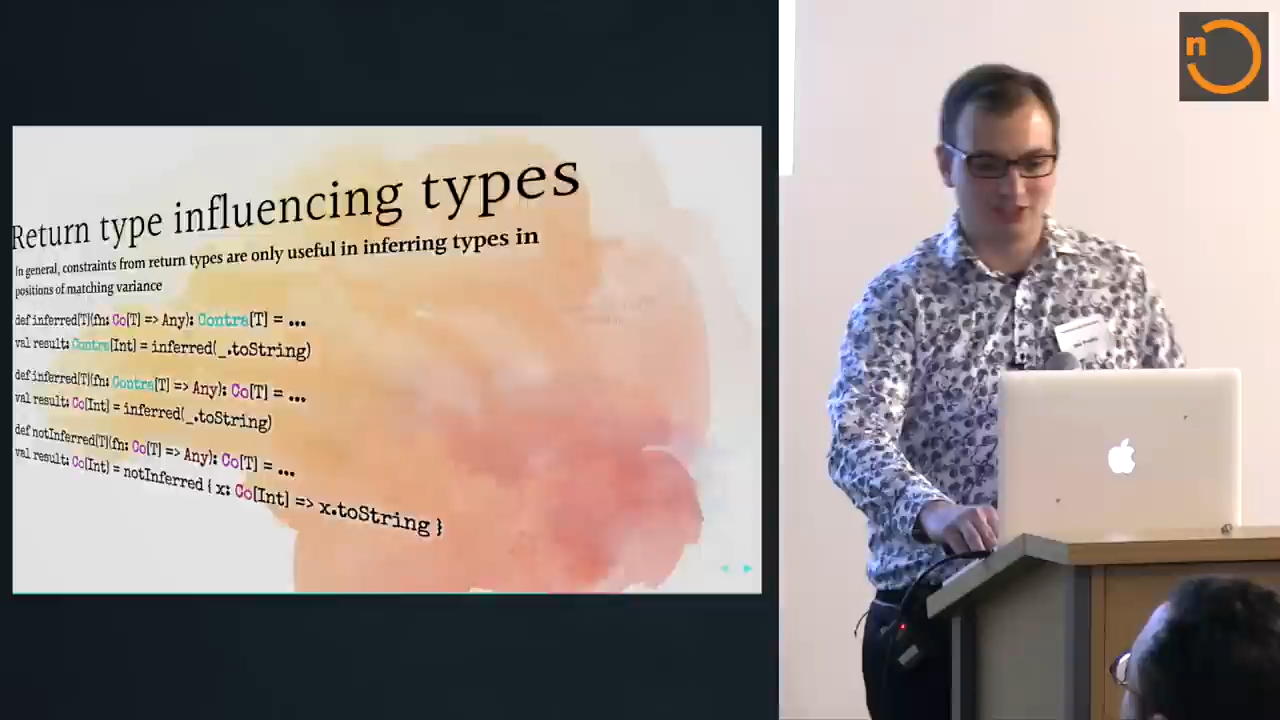 Return type influencing types
In general, constraints from return types are only useful in inferring types in
positions of matching variance
def inferred[T](fn: Co[T] => Any): Contra[T] = ...
val result: Contra[Int] = inferred(_.toString)
def inferred[T](fn: Contra[T] => Any): Co[T] = ...
val result: Co[Int] = inferred(_.toString)
def notInferred[T](fn: Co[T] => Any): Co[T] = ...
val result: Co[Int] = notInferred { x: Co[Int] => x.toString }
n